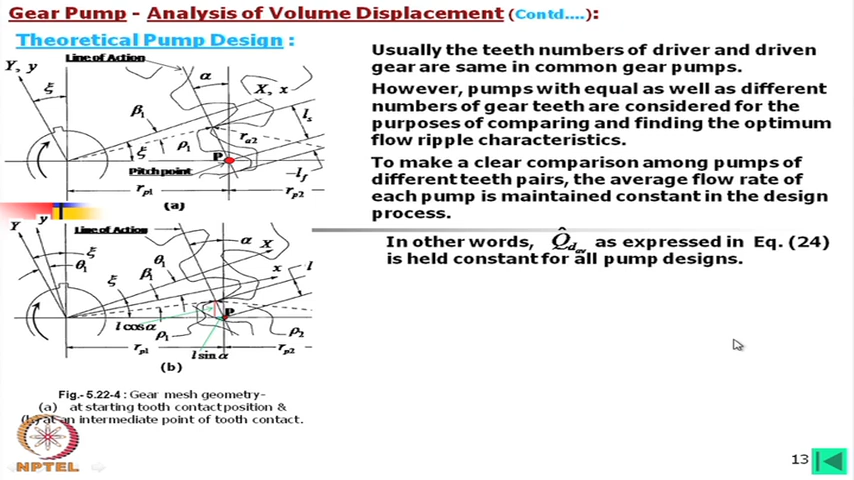 Gear Pump - Analysis of Volume Displacement (Contd....):
Theoretical Pump Design :
Line of Action
Y, y
ξ
α
X, x
β1
ls
ρ1
ra2
ξ
P
Pitch point
-lf
rp1
rp2
(a)
Usually the teeth numbers of driver and driven
gear are same in common gear pumps.
However, pumps with equal as well as different
numbers of gear teeth are considered for the
purposes of comparing and finding the optimum
flow ripple characteristics.
To make a clear comparison among pumps of
different teeth pairs, the average flow rate of
each pump is maintained constant in the design
process.
In other words, Q̂dav as expressed in Eq. (24)
is held constant for all pump designs.
Y
y
Line of Action
ξ
θ1
α
X
θ1
β1
ξ
x
l
P
l cos α
ρ1
ρ2
rp1
rp2
l sin α
(b)
Fig.- 5.22-4 : Gear mesh geometry-
(a) at starting tooth contact position &
(b) at an intermediate point of tooth contact.
NPTEL
13